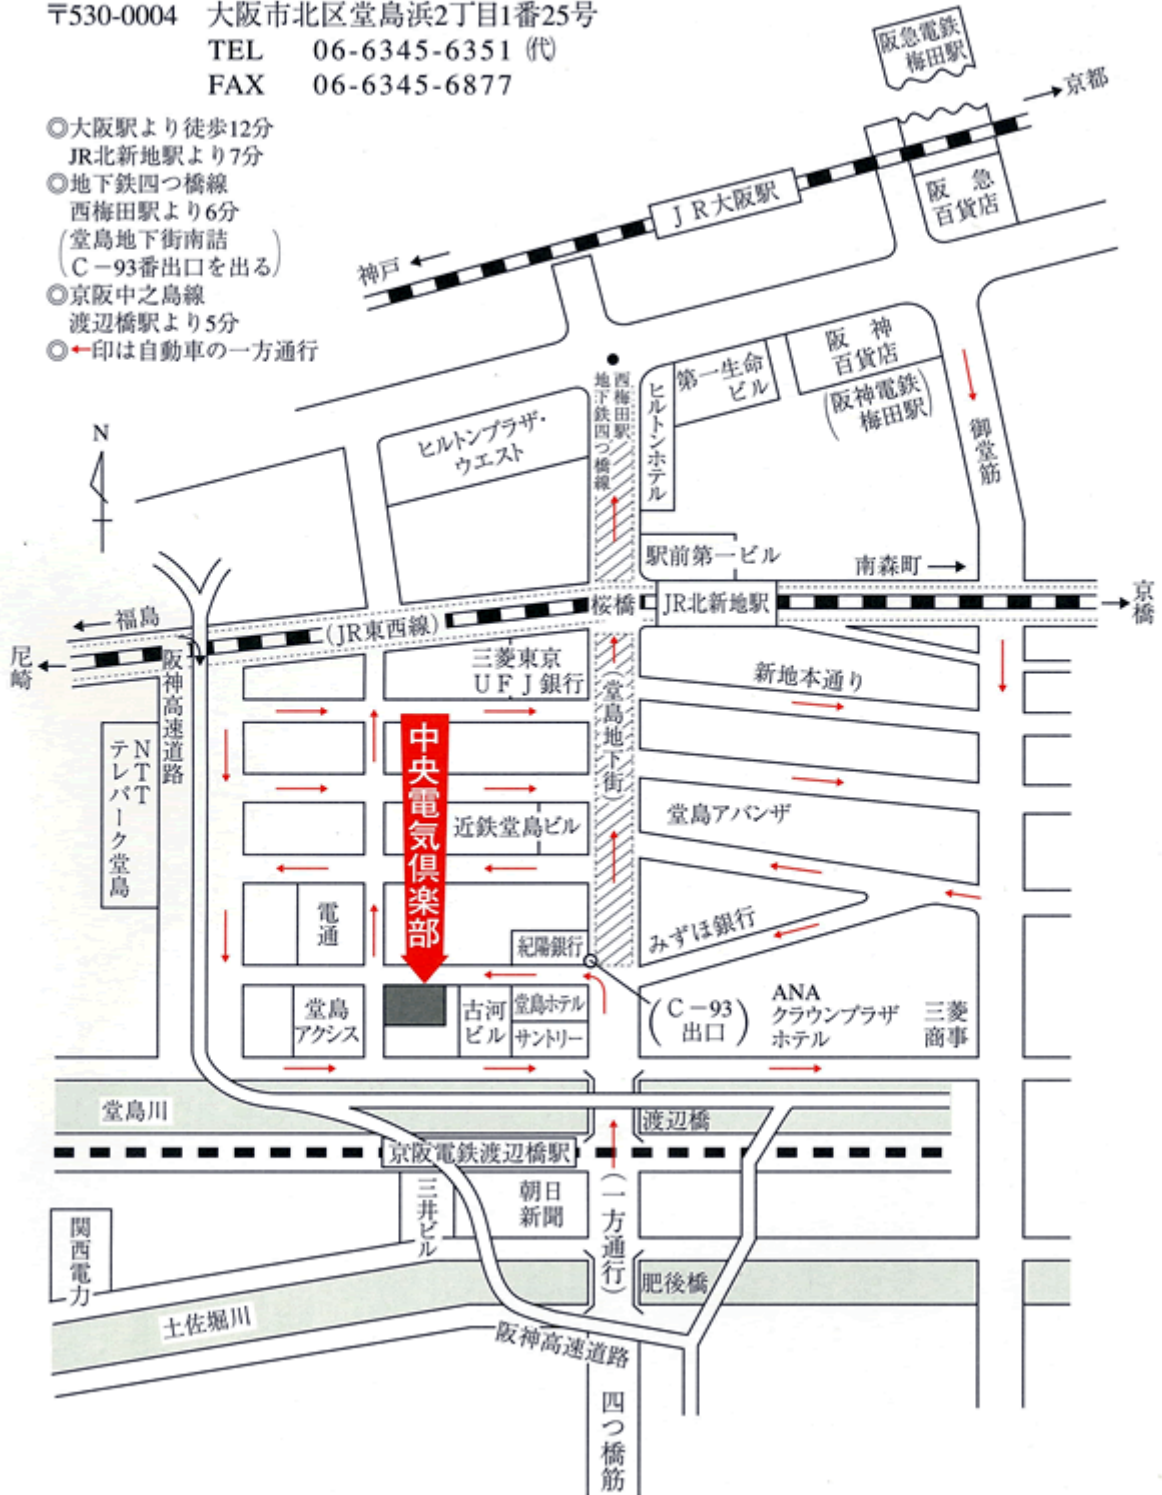 〒530-0004 大阪市北区堂島浜2丁目1番25号
TEL 06-6345-6351 ㈹
FAX 06-6345-6877
◎大阪駅より徒歩12分
JR北新地駅より7分
◎地下鉄四つ橋線
西梅田駅より6分
(堂島地下街南詰
C－93番出口を出る)
◎京阪中之島線
渡辺橋駅より5分
◎←印は自動車の一方通行
阪急電鉄
梅田駅
→京都
ＪＲ大阪駅
阪急
百貨店
神戸←
阪神
百貨店
(阪神電鉄
梅田駅)
第一生命
ビル
ヒルトンホテル
西梅田駅
地下鉄四つ橋線
ヒルトンプラザ・
ウエスト
御堂筋
N
駅前第一ビル
南森町→
←福島
(JR東西線)
桜橋
JR北新地駅
→京橋
尼崎←
阪神高速道路
三菱東京
ＵＦＪ銀行
新地本通り
(堂島地下街)
NTT
テレパーク堂島
中央電気倶楽部
近鉄堂島ビル
堂島アバンザ
電通
紀陽銀行
みずほ銀行
堂島
アクシス
古河
ビル
堂島ホテル
サントリー
(C－93
出口)
ANA
クラウンプラザ
ホテル
三菱
商事
堂島川
渡辺橋
京阪電鉄渡辺橋駅
三井ビル
朝日
新聞
(一方通行)
関西電力
肥後橋
土佐堀川
阪神高速道路
四つ橋筋